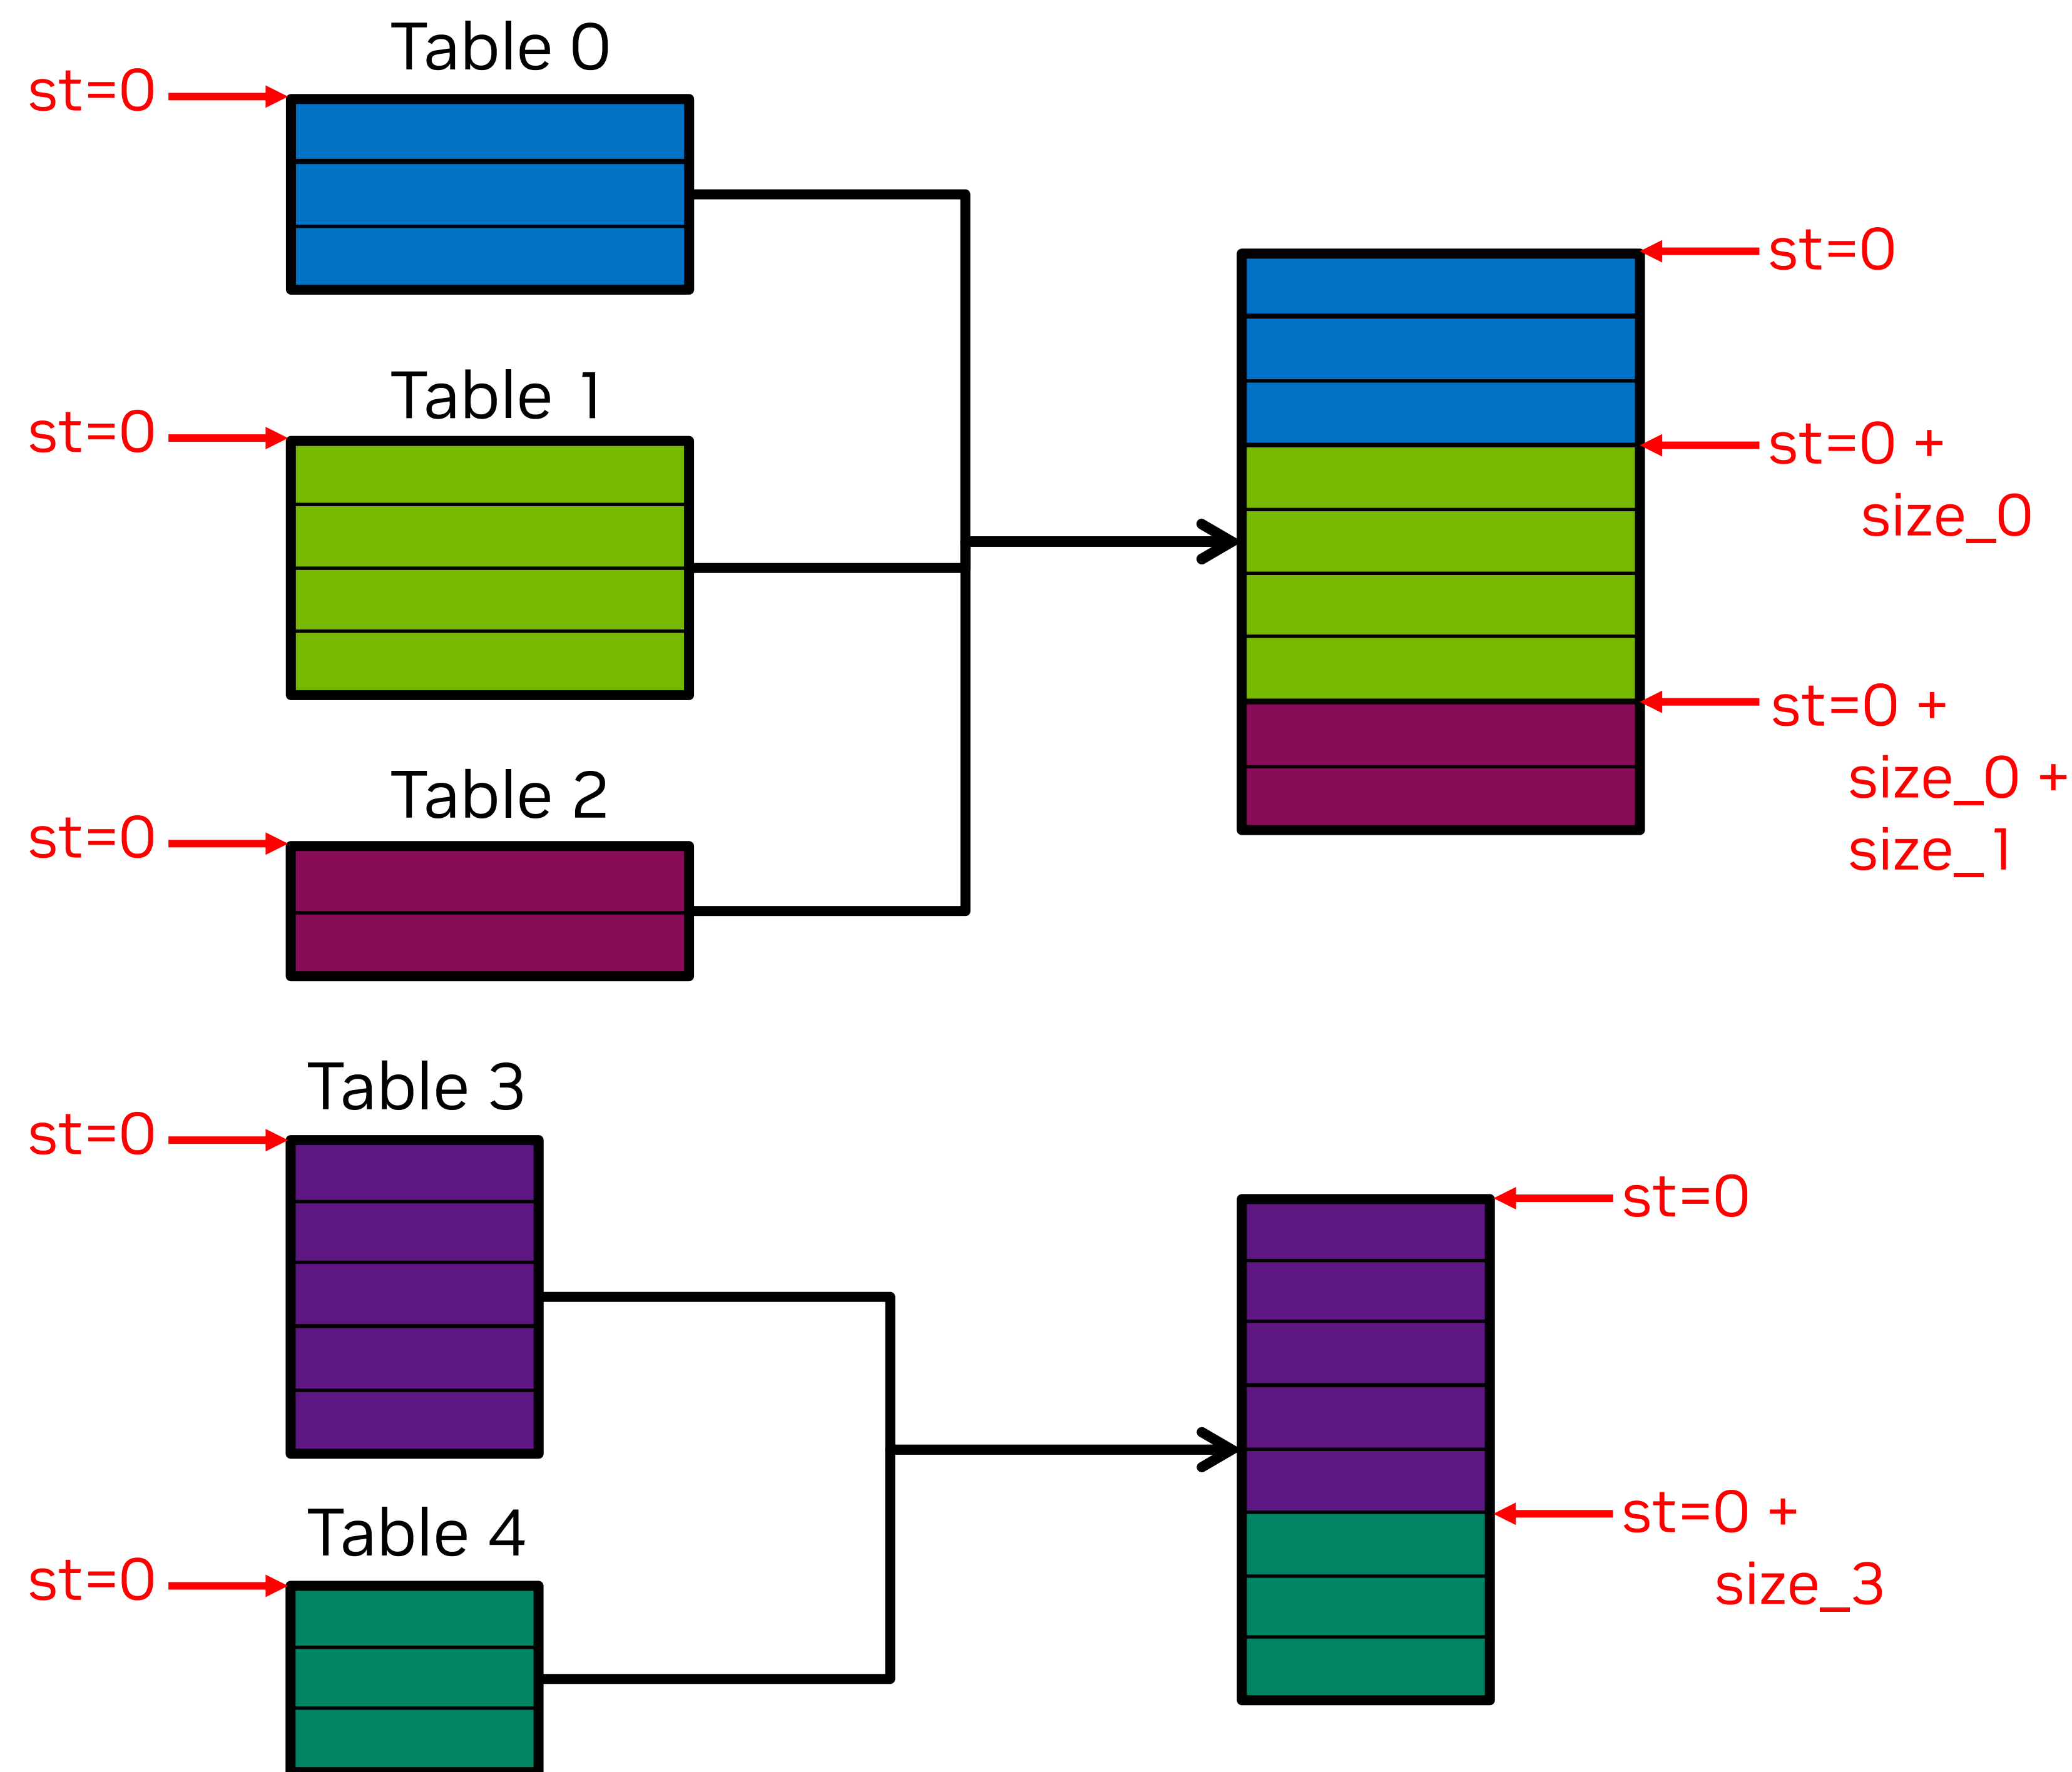 Table 0
st=0
st=0
Table 1
st=0
st=0 +
size_0
st=0 +
Table 2
size_0 +
st=0
size_1
Table 3
st=0
st=0
st=0 +
Table 4
st=0
size_3